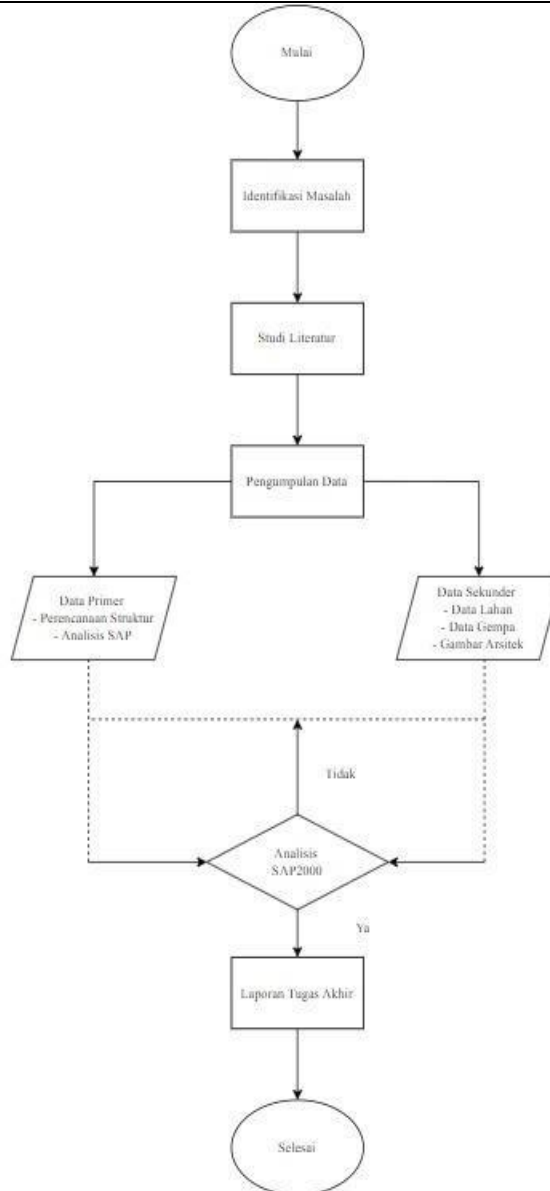 Mulai
Identifikasi Masalah
Studi Literatur
Pengumpulan Data
Data Primer
- Perencanaan Struktur
- Analisis SAP
Data Sekunder
- Data Lahan
- Data Gempa
- Gambar Arsitek
Tidak
Analisis
SAP2000
Ya
Laporan Tugas Akhir
Selesai